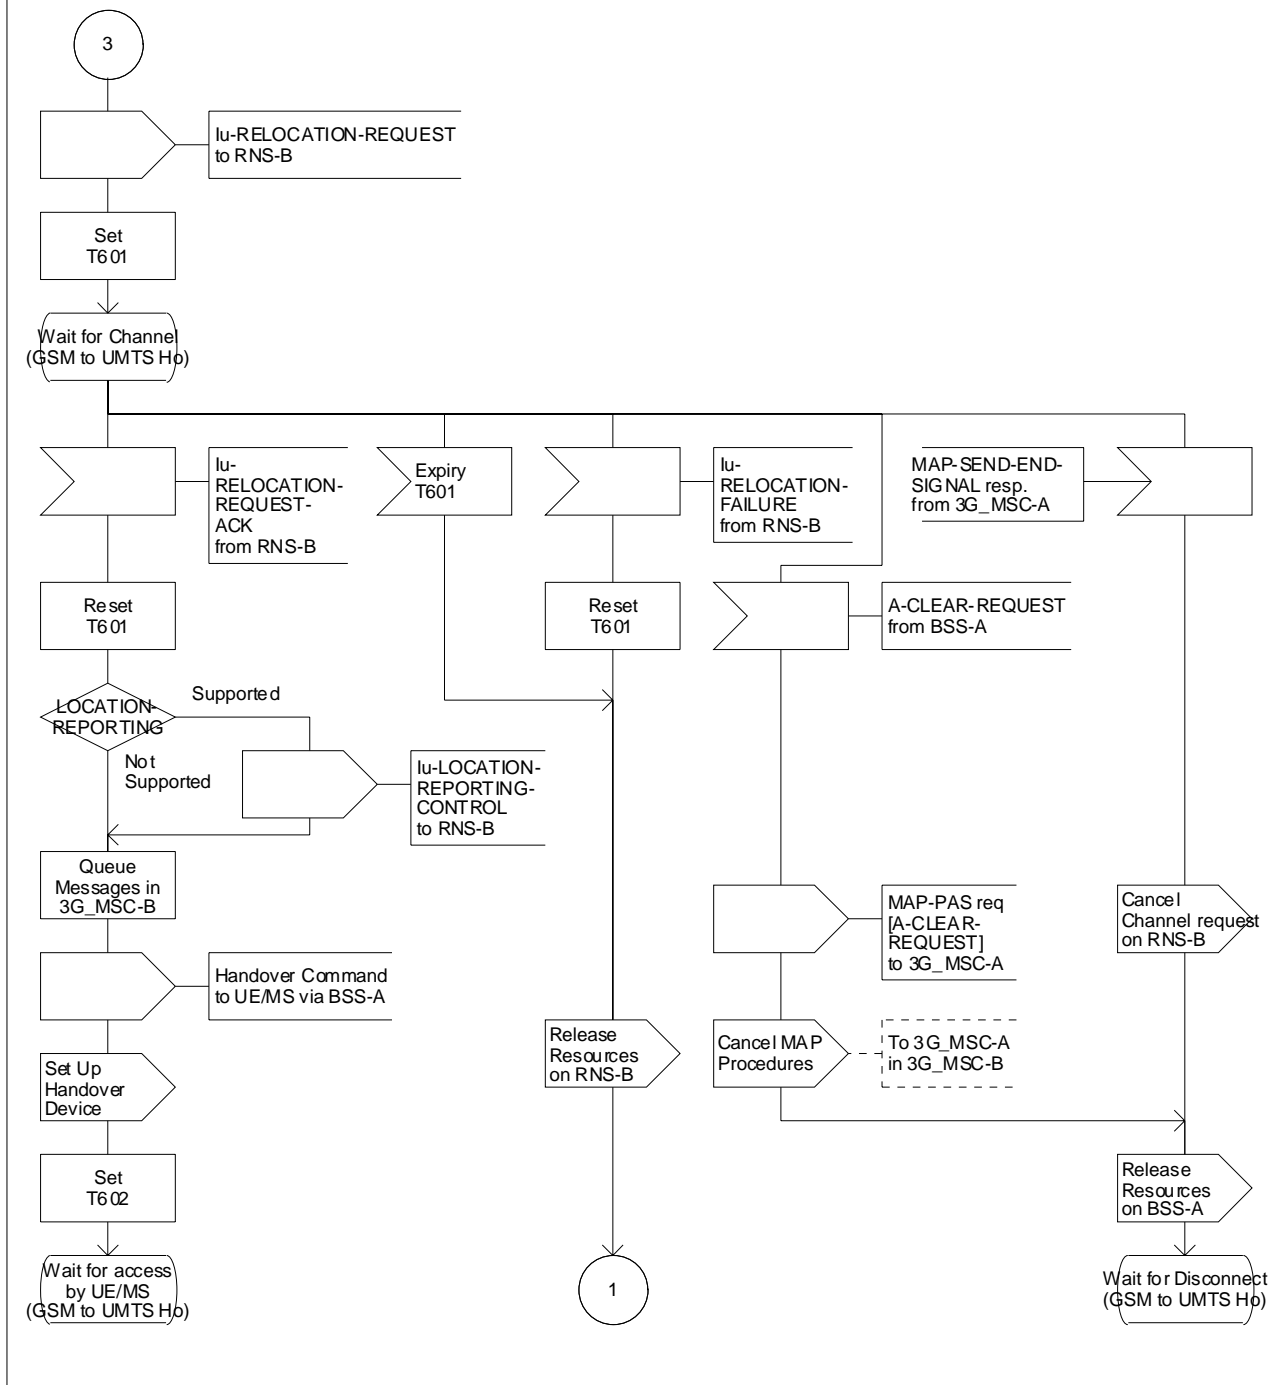 3
Iu-RELOCATION-REQUEST
to RNS-B
Set
T601
Wait for Channel
(GSM to UMTS Ho)
Iu-
RELOCATION-
REQUEST-
ACK
from RNS-B
Expiry
T601
Iu-
RELOCATION-
FAILURE
from RNS-B
MAP-SEND-END-
SIGNAL resp.
from 3G_MSC-A
Reset
T601
Reset
T601
A-CLEAR-REQUEST
from BSS-A
LOCATION-
REPORTING
Supported
Not
Supported
Iu-LOCATION-
REPORTING-
CONTROL
to RNS-B
Queue
Messages in
3G_MSC-B
MAP-PAS req
[A-CLEAR-
REQUEST]
to 3G_MSC-A
Cancel
Channel request
on RNS-B
Handover Command
to UE/MS via BSS-A
Release
Resources
on RNS-B
Cancel MAP
Procedures
To 3G_MSC-A
in 3G_MSC-B
Set Up
Handover
Device
Set
T602
Release
Resources
on BSS-A
Wait for access
by UE/MS
(GSM to UMTS Ho)
1
Wait for Disconnect
(GSM to UMTS Ho)